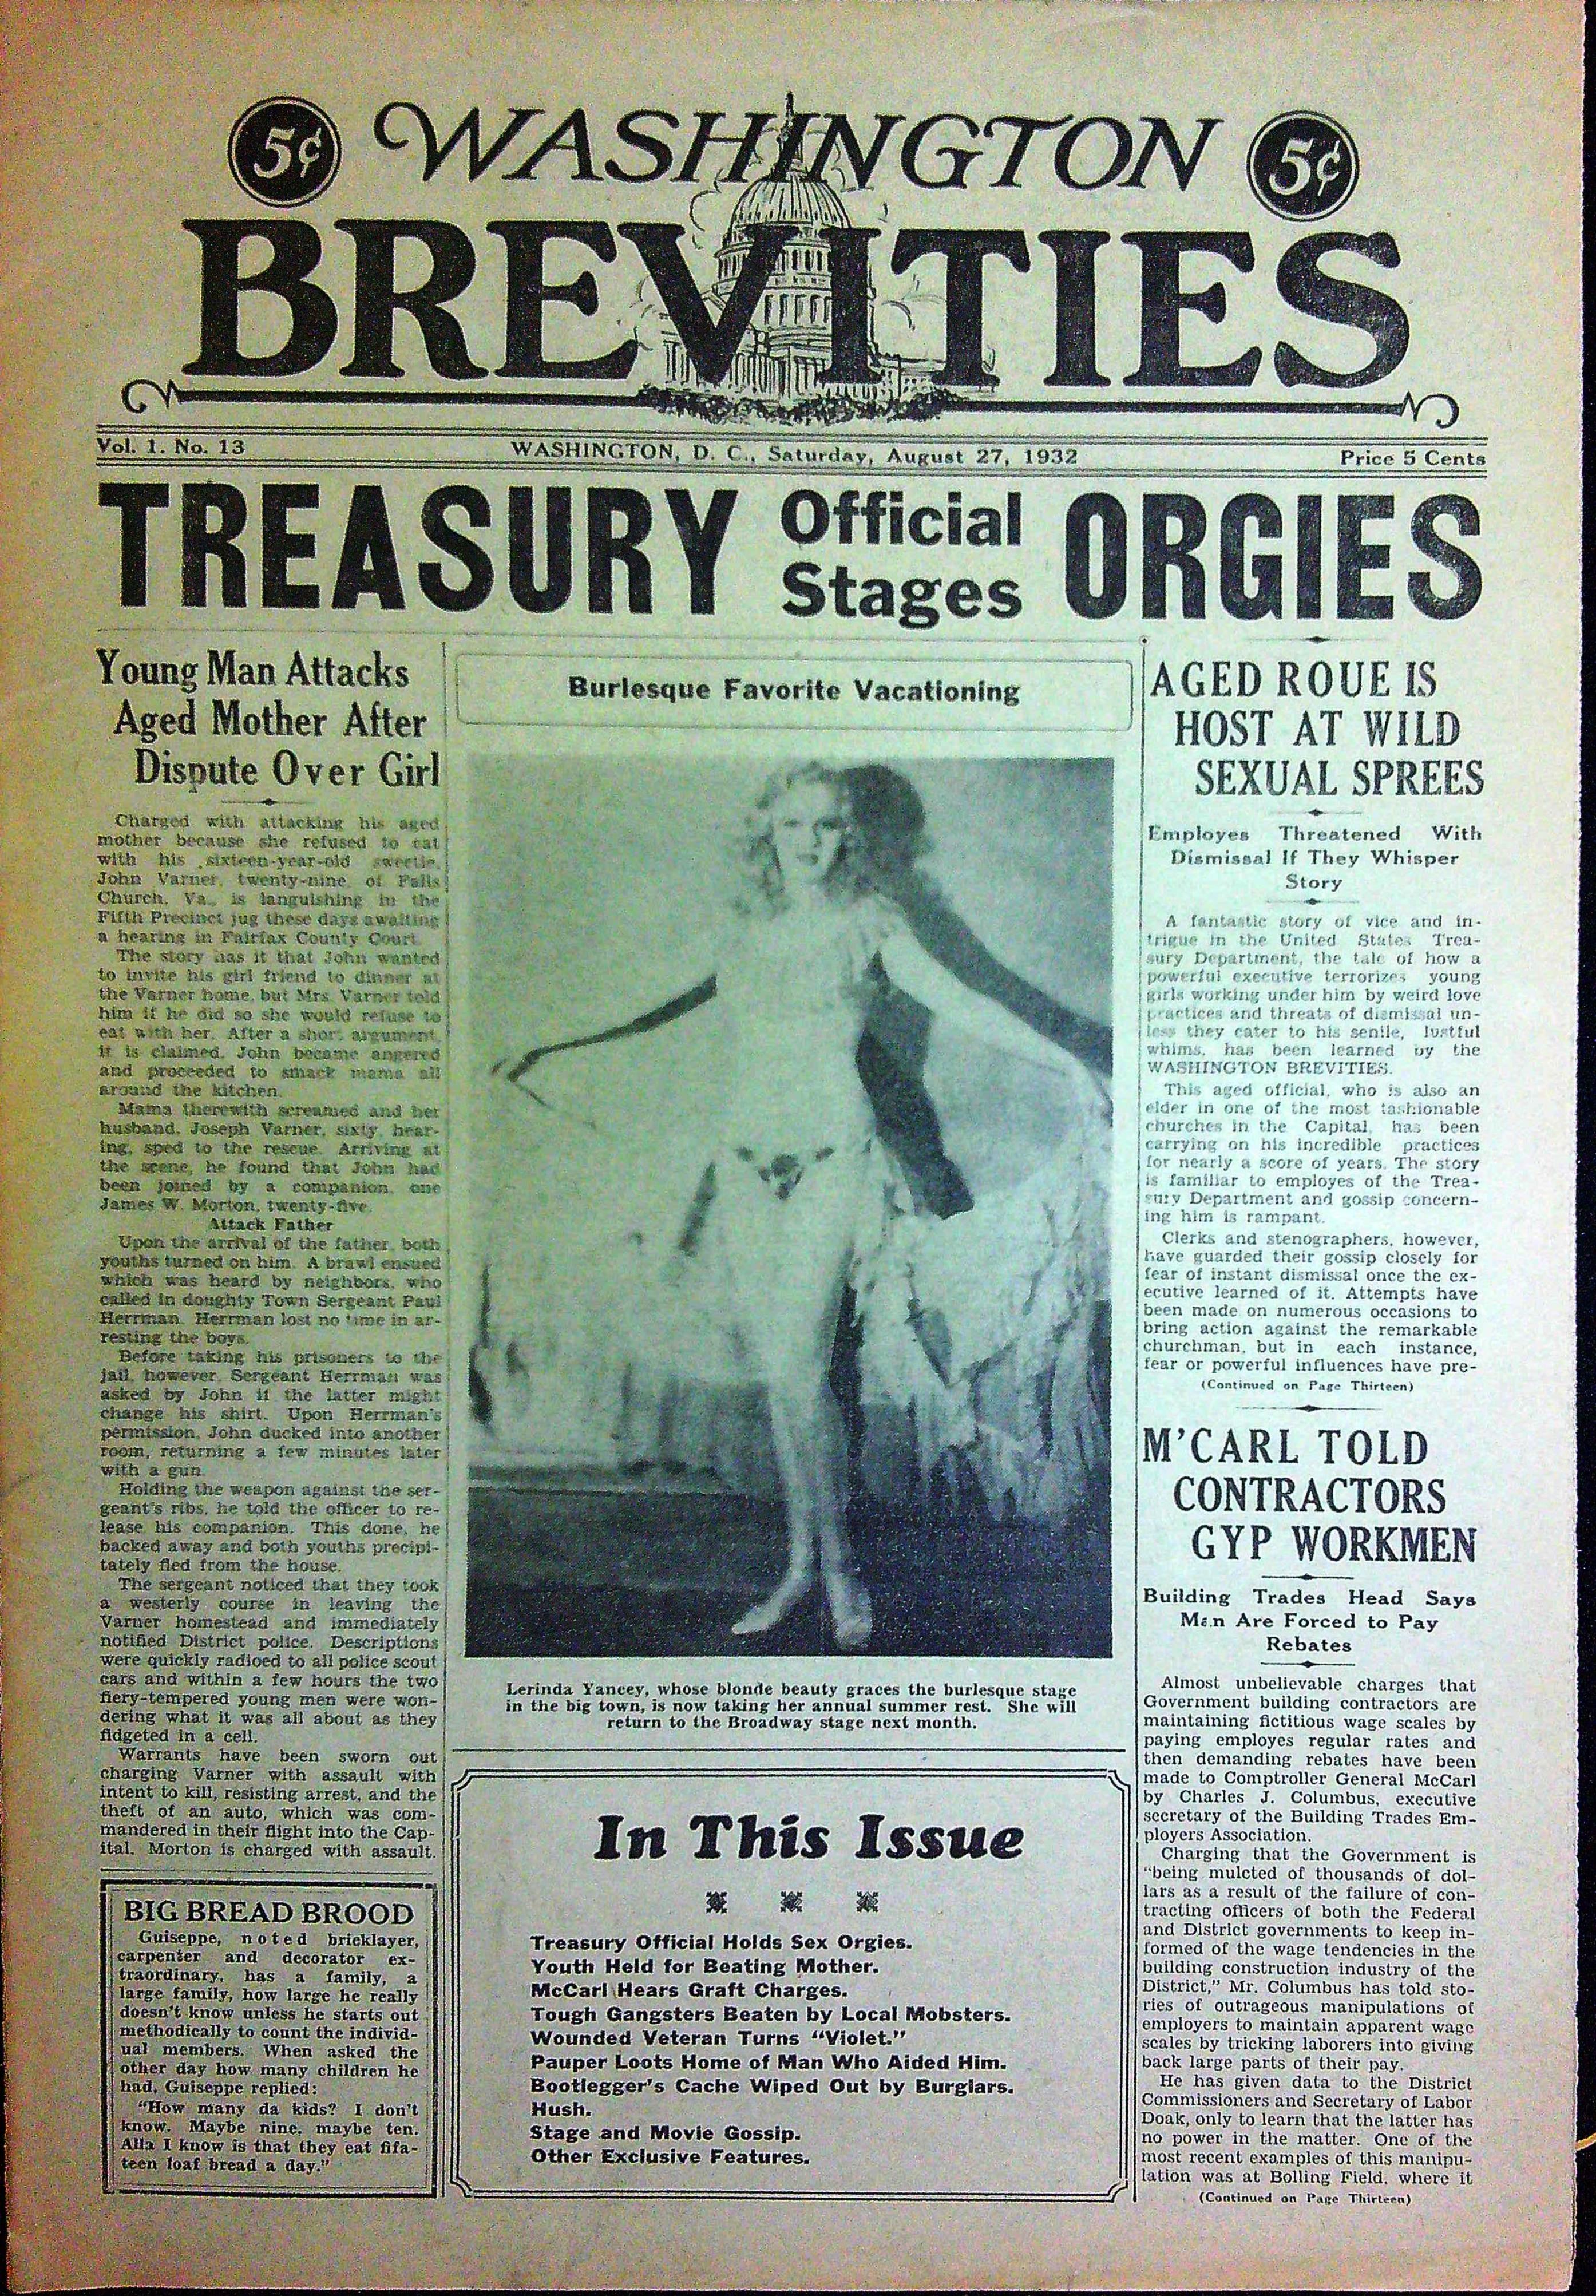 5¢ WASHINGTON 5¢
BREVITIES
Vol. 1. No. 13 WASHINGTON, D. C., Saturday, August 27, 1932 Price 5 Cents
TREASURY Official Stages ORGIES
Young Man Attacks
Aged Mother After
Dispute Over Girl
Charged with attacking his aged
mother because she refused to eat
with his sixteen-year-old sweetie,
John Varner, twenty-nine, of Falls
Church, Va., is languishing in the
Fifth Precinct jug these days awaiting
a hearing in Fairfax County Court.
The story has it that John wanted
to invite his girl friend to dinner at
the Varner home, but Mrs. Varner told
him if he did so she would refuse to
eat with her. After a short argument,
it is claimed, John became angered
and proceeded to smack mama all
around the kitchen.
Mama therewith screamed and her
husband, Joseph Varner, sixty, hear-
ing, sped to the rescue. Arriving at
the scene, he found that John had
been joined by a companion, one
James W. Morton, twenty-five.
Attack Father
Upon the arrival of the father, both
youths turned on him. A brawl ensued
which was heard by neighbors, who
called in doughty Town Sergeant Paul
Herrman. Herrman lost no time in ar-
resting the boys.
Before taking his prisoners to the
jail, however, Sergeant Herrman was
asked by John if the latter might
change his shirt. Upon Herrman's
permission, John ducked into another
room, returning a few minutes later
with a gun.
Holding the weapon against the ser-
geant's ribs, he told the officer to re-
lease his companion. This done, he
backed away and both youths precipi-
tately fled from the house.
The sergeant noticed that they took
a westerly course in leaving the
Varner homestead and immediately
notified District police. Descriptions
were quickly radioed to all police scout
cars and within a few hours the two
fiery-tempered young men were won-
dering what it was all about as they
fidgeted in a cell.
Warrants have been sworn out
charging Varner with assault with
intent to kill, resisting arrest, and the
theft of an auto, which was com-
mandered in their flight into the Cap-
ital. Morton is charged with assault.
BIG BREAD BROOD
Guiseppe, noted bricklayer,
carpenter and decorator ex-
traordinary, has a family, a
large family, how large he really
doesn't know unless he starts out
methodically to count the individ-
ual members. When asked the
other day how many children he
had, Guiseppe replied:
"How many da kids? I don't
know. Maybe nine, maybe ten.
Alla I know is that they eat fifa-
teen loaf bread a day."
Burlesque Favorite Vacationing
Lerinda Yancey, whose blonde beauty graces the burlesque stage
in the big town, is now taking her annual summer rest. She will
return to the Broadway stage next month.
In This Issue
Treasury Official Holds Sex Orgies.
Youth Held for Beating Mother.
McCarl Hears Graft Charges.
Tough Gangsters Beaten by Local Mobsters.
Wounded Veteran Turns "Violet."
Pauper Loots Home of Man Who Aided Him.
Bootlegger's Cache Wiped Out by Burglars.
Hush.
Stage and Movie Gossip.
Other Exclusive Features.
AGED ROUE IS
HOST AT WILD
SEXUAL SPREES
Employes Threatened With
Dismissal If They Whisper
Story
A fantastic story of vice and in-
trigue in the United States Trea-
sury Department, the tale of how a
powerful executive terrorizes young
girls working under him by weird love
practices and threats of dismissal un-
less they cater to his senile, lustful
whims, has been learned by the
WASHINGTON BREVITIES.
This aged official, who is also an
elder in one of the most fashionable
churches in the Capital, has been
carrying on his incredible practices
for nearly a score of years. The story
is familiar to employes of the Trea-
sury Department and gossip concern-
ing him is rampant.
Clerks and stenographers, however,
have guarded their gossip closely for
fear of instant dismissal once the ex-
ecutive learned of it. Attempts have
been made on numerous occasions to
bring action against the remarkable
churchman, but in each instance,
fear or powerful influences have pre-
(Continued on Page Thirteen)
M'CARL TOLD
CONTRACTORS
GYP WORKMEN
Building Trades Head Says
Men Are Forced to Pay
Rebates
Almost unbelievable charges that
Government building contractors are
maintaining fictitious wage scales by
paying employes regular rates and
then demanding rebates have been
made to Comptroller General McCarl
by Charles J. Columbus, executive
secretary of the Building Trades Em-
ployers Association.
Charging that the Government is
"being mulcted of thousands of dol-
lars as a result of the failure of con-
tracting officers of both the Federal
and District governments to keep in-
formed of the wage tendencies in the
building construction industry of the
District," Mr. Columbus has told sto-
ries of outrageous manipulations of
employers to maintain apparent wage
scales by tricking laborers into giving
back large parts of their pay.
He has given data to the District
Commissioners and Secretary of Labor
Doak, only to learn that the latter has
no power in the matter. One of the
most recent examples of this manipu-
lation was at Bolling Field, where it
(Continued on Page Thirteen)